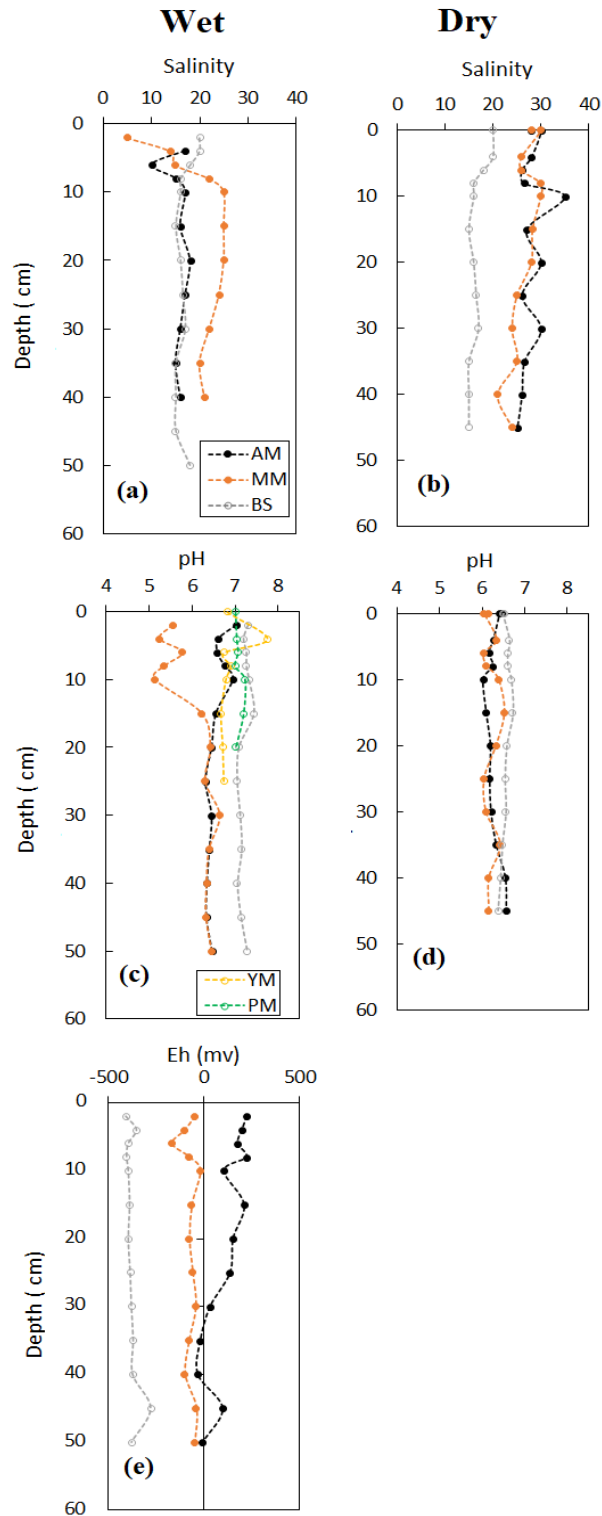 Wet Dry
Salinity Salinity
0 10 20 30 40 0 10 20 30 40
0 0
10 10
20 20
30 30
40 40
50 50
60 60
Depth ( cm)
AM
MM
BS
(a) (b)
pH pH
4 5 6 7 8 4 5 6 7 8
0 0
10 10
20 20
30 30
40 40
50 50
60 60
Depth ( cm)
(c) (d)
YM
PM
Eh (mv)
-500 0 500
0
10
20
30
40
50
60
Depth ( cm)
(e)